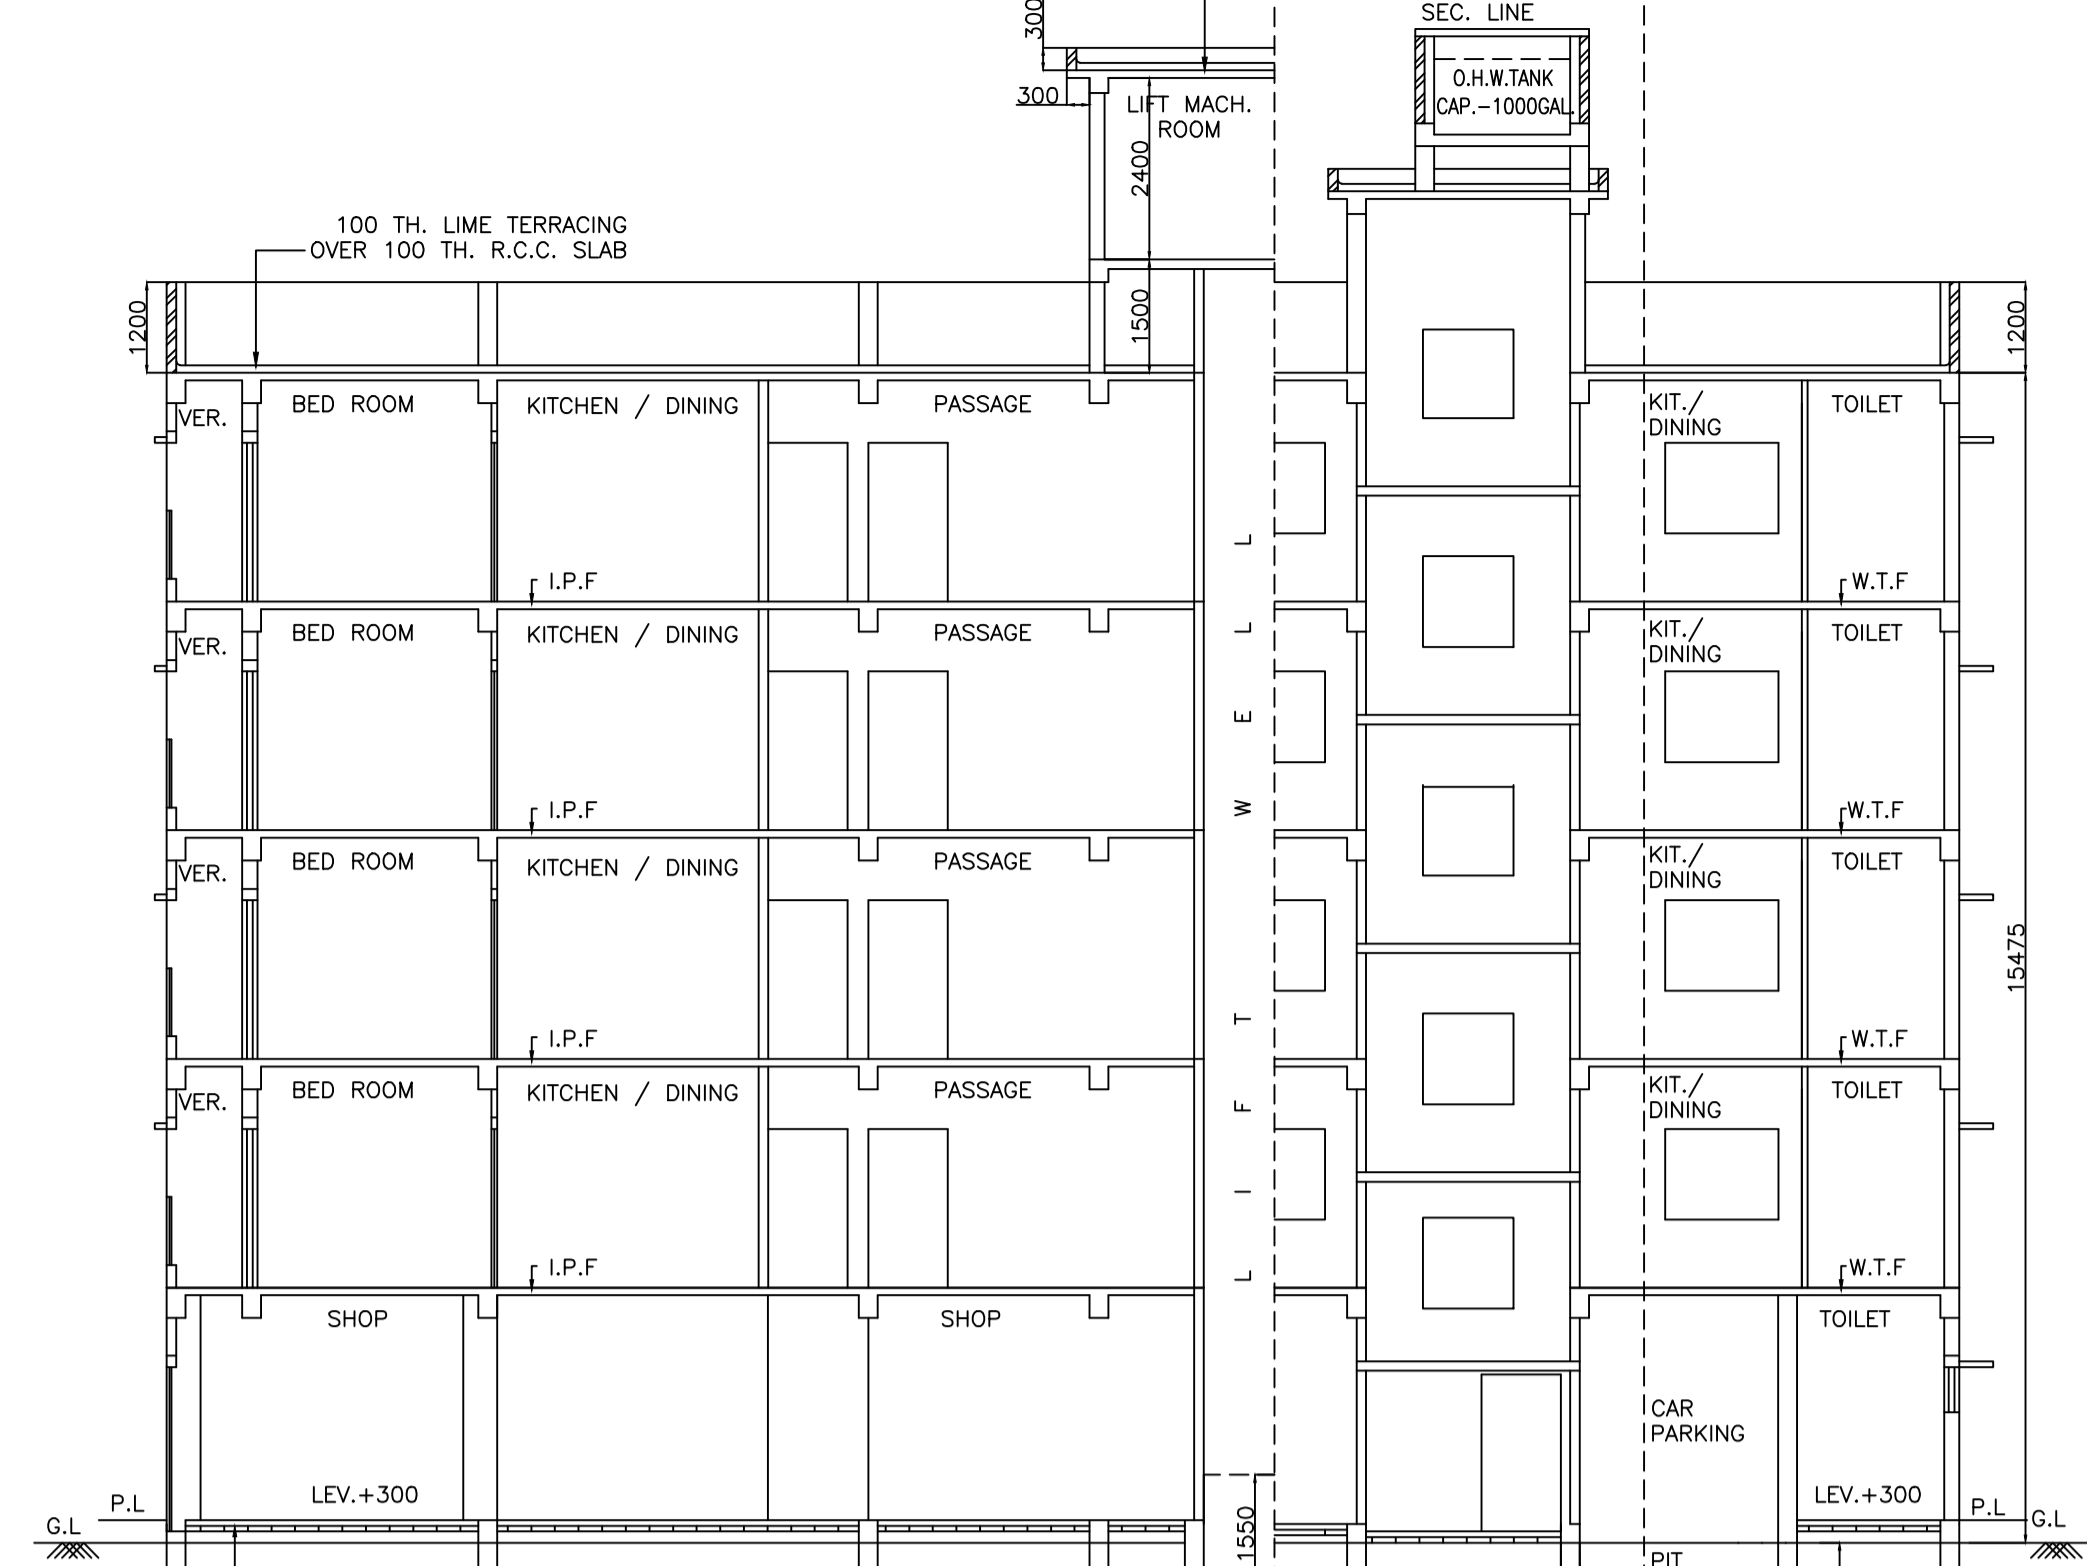 SEC. LINE
300
O.H.W.TANK
CAP.-1000GAL.
300
LIFT MACH.
ROOM
2400
100 TH. LIME TERRACING
OVER 100 TH. R.C.C. SLAB
1200
1500
1200
VER.
BED ROOM
KITCHEN / DINING
PASSAGE
KIT./
DINING
TOILET
I.P.F
W.T.F
VER.
BED ROOM
KITCHEN / DINING
PASSAGE
KIT./
DINING
TOILET
I.P.F
W.T.F
VER.
BED ROOM
KITCHEN / DINING
PASSAGE
KIT./
DINING
TOILET
I.P.F
W.T.F
VER.
BED ROOM
KITCHEN / DINING
PASSAGE
KIT./
DINING
TOILET
I.P.F
W.T.F
LIFT WELL
15475
SHOP
SHOP
TOILET
CAR
PARKING
LEV.+300
LEV.+300
P.L
P.L
G.L
G.L
1550
PIT